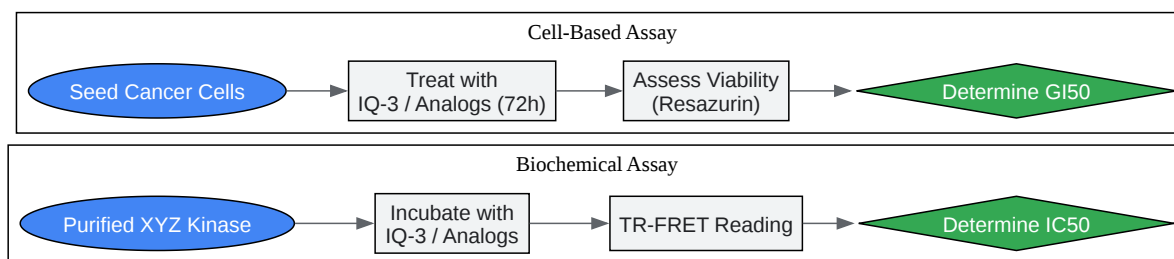 Cell-Based Assay
Seed Cancer Cells
Treat with
IQ-3 / Analogs (72h)
Assess Viability
(Resazurin)
Determine GI50
Biochemical Assay
Purified XYZ Kinase
Incubate with
IQ-3 / Analogs
TR-FRET Reading
Determine IC50